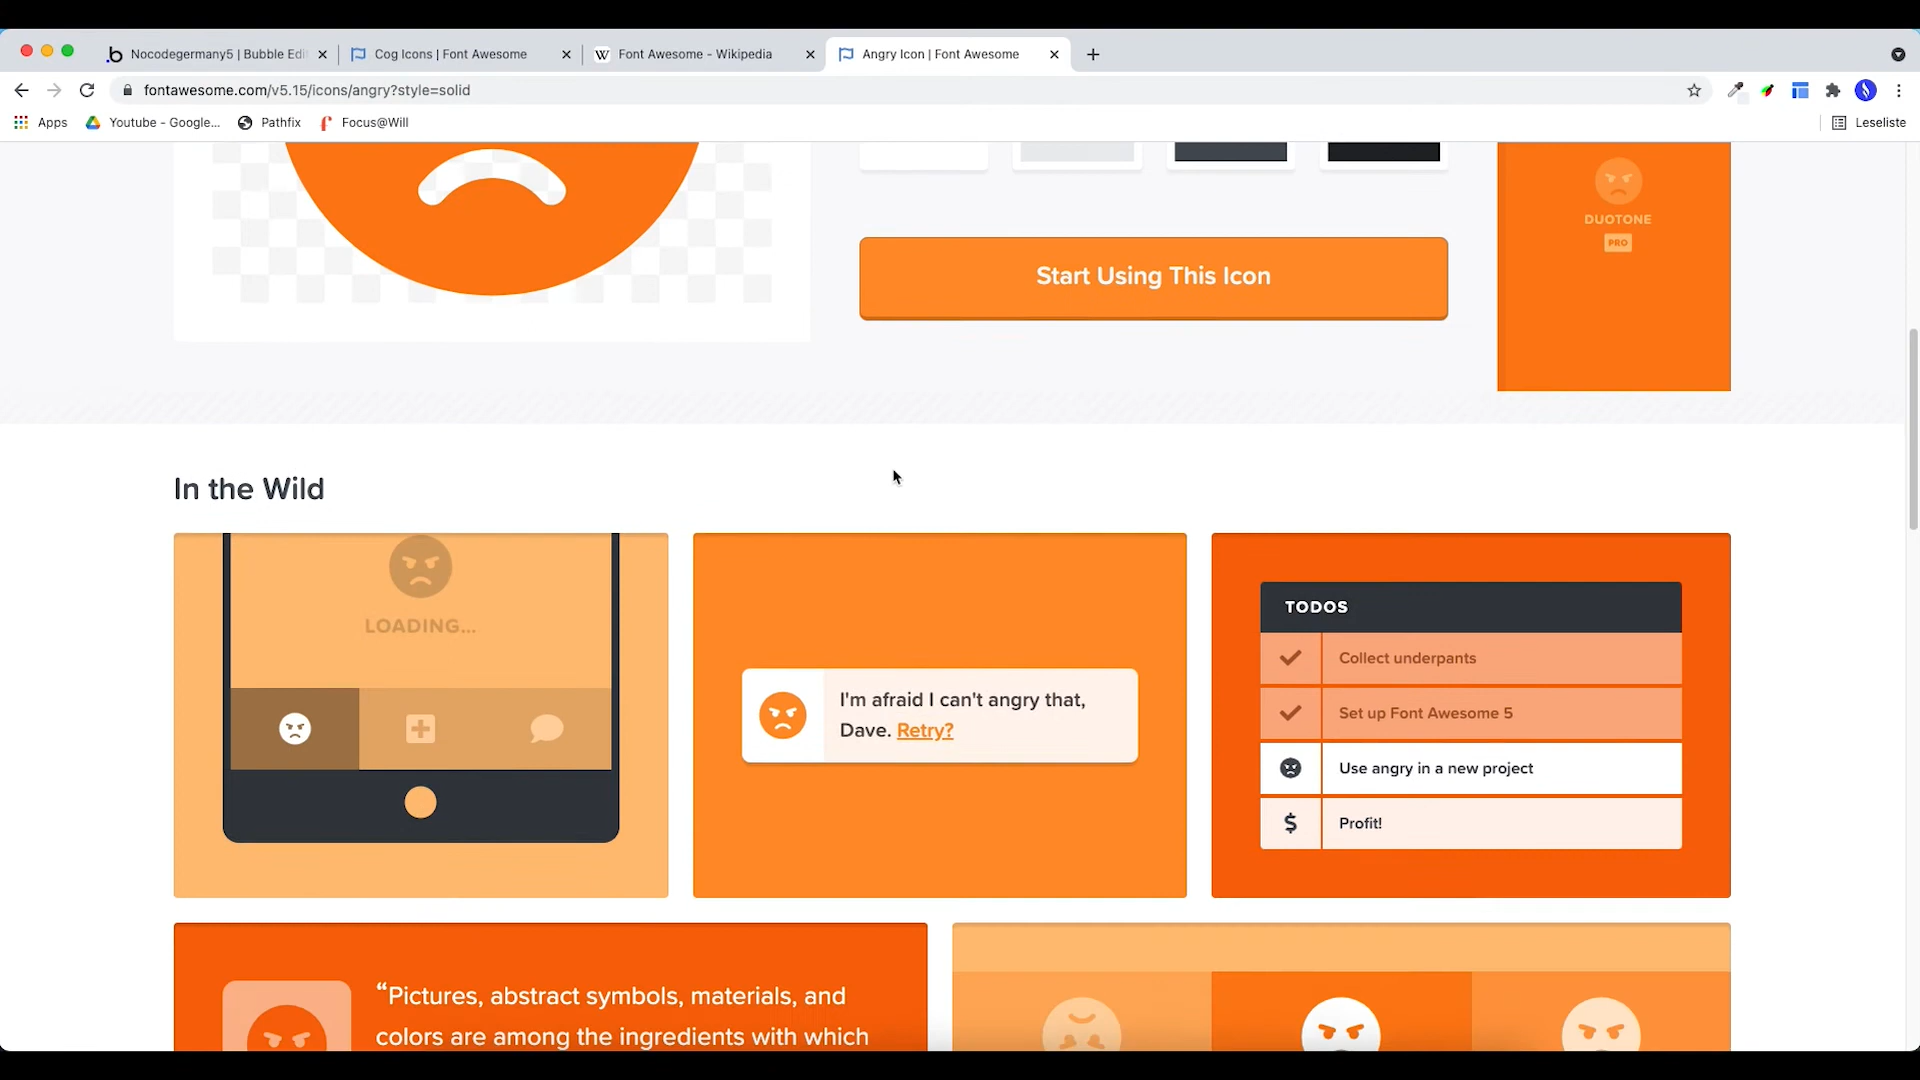 Nocodegermany5 | Bubble Edi
Cog Icons | Font Awesome
W Font Awesome - Wikipedia
Angry Icon | Font Awesome
fontawesome.com/v5.15/icons/angry?style=solid
Apps
Youtube - Google...
Pathfix
Focus@Will
Leseliste
DUOTONE
PRO
Start Using This Icon
In the Wild
LOADING...
I'm afraid I can't angry that,
Dave. Retry?
TODOS
Collect underpants
Set up Font Awesome 5
Use angry in a new project
$ Profit!
“Pictures, abstract symbols, materials, and
colors are among the ingredients with which